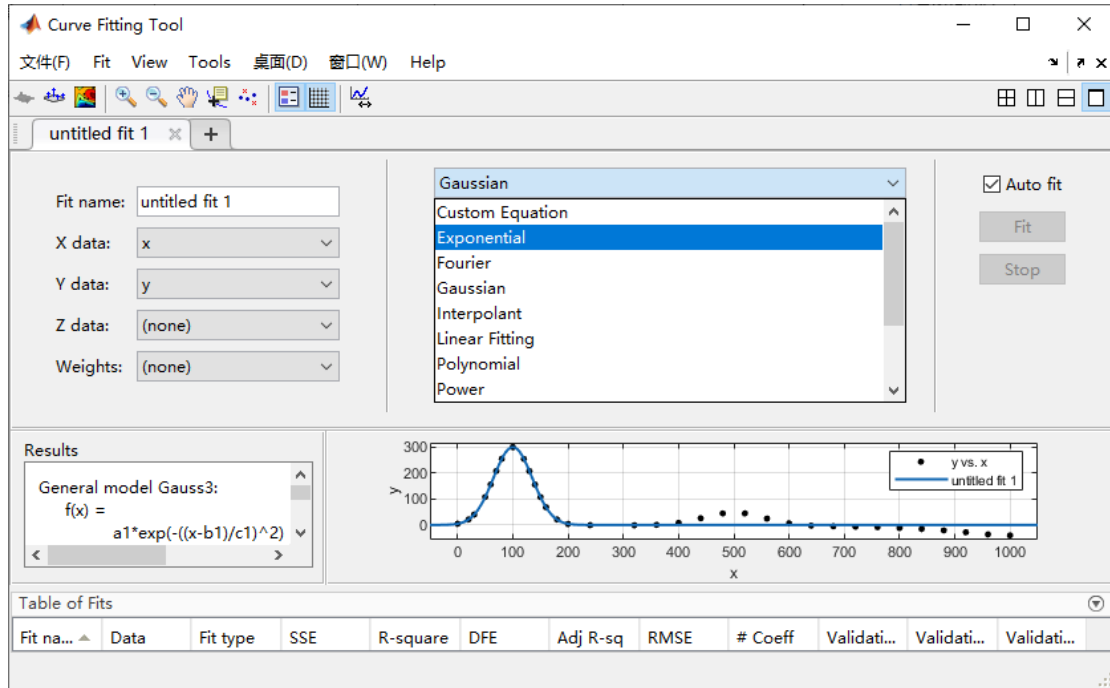 Curve Fitting Tool
文件(F) Fit View Tools 桌面(D) 窗口(W) Help
untitled fit 1
Fit name: untitled fit 1
X data: x
Y data: y
Z data: (none)
Weights: (none)
Gaussian
Custom Equation
Exponential
Fourier
Gaussian
Interpolant
Linear Fitting
Polynomial
Power
Auto fit
Fit
Stop
Results
General model Gauss3:
f(x) =
a1*exp(-((x-b1)/c1)^2)
300
200
100
0
y
0 100 200 300 400 500 600 700 800 900 1000
x
y vs. x
untitled fit 1
Table of Fits
Fit na... Data Fit type SSE R-square DFE Adj R-sq RMSE # Coeff Validati... Validati... Validati...